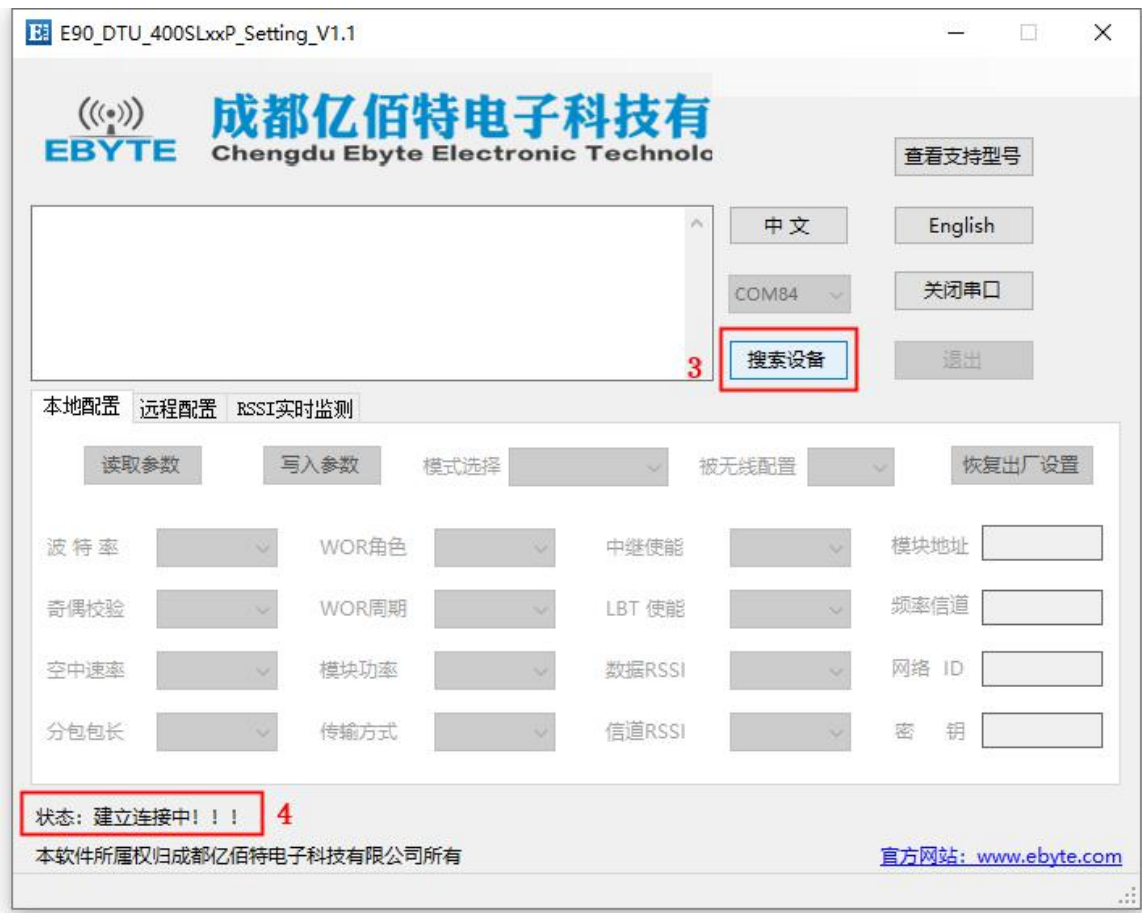 E90_DTU_400SLxxP_Setting_V1.1
EBYTE
成都亿佰特电子科技有
Chengdu Ebyte Electronic Technolo
查看支持型号
中 文
English
COM84
关闭串口
3
搜索设备
退出
本地配置 远程配置 RSSI实时监测
读取参数 写入参数 模式选择 被无线配置 恢复出厂设置
波 特 率 WOR角色 中继使能 模块地址
奇偶校验 WOR周期 LBT 使能 频率信道
空中速率 模块功率 数据RSSI 网络 ID
分包包长 传输方式 信道RSSI 密 钥
状态：建立连接中！！！ 4
本软件所属权归成都亿佰特电子科技有限公司所有 官方网站：www.ebyte.com